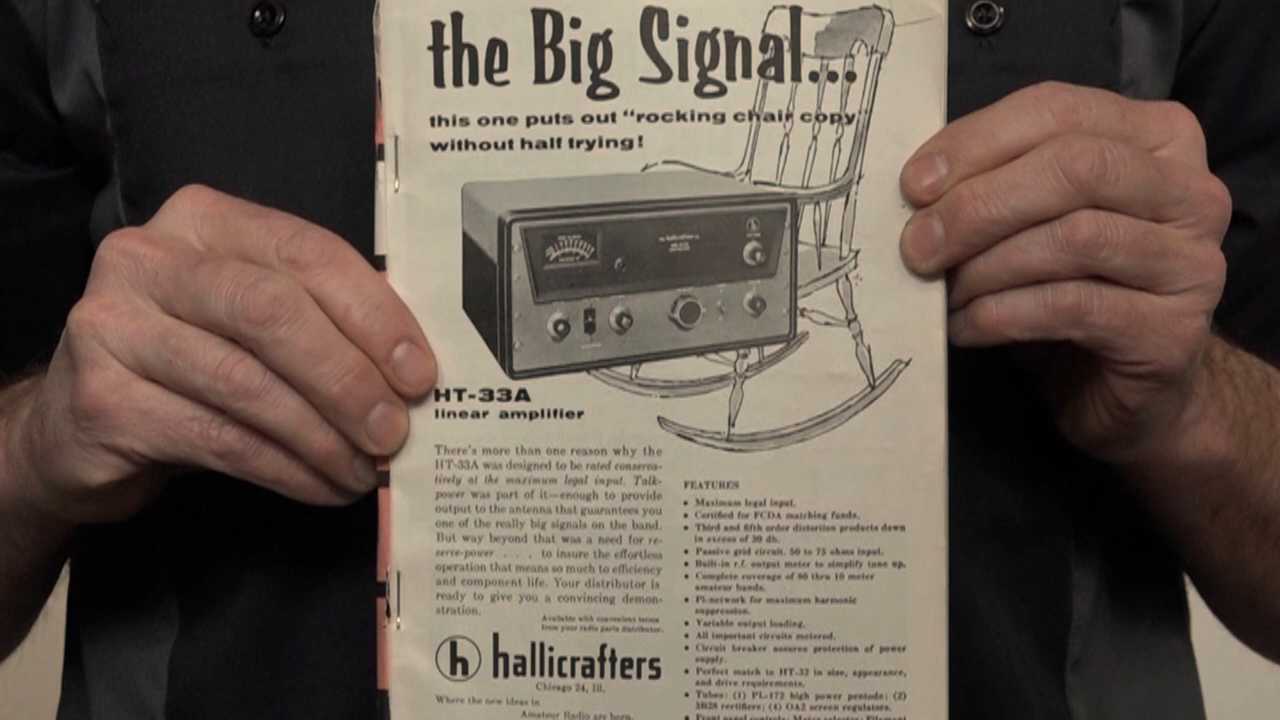 the Big Signal...
this one puts out "rocking chair copy"
without half trying!
HT-33A
linear amplifier
There's more than one reason why the
HT-33A was designed to be rated conserva-
tively at the maximum legal input. Talk-
power was part of it—enough to provide
output to the antenna that guarantees you
one of the really big signals on the band.
But way beyond that was a need for re-
serve-power . . . . to insure the effortless
operation that means so much to efficiency
and component life. Your distributor is
ready to give you a convincing demon-
stration.
Available with convenient terms
from your radio parts distributor.
h hallicrafters
Chicago 24, Ill.
Where the new ideas in
Amateur Radio are born.
FEATURES
• Maximum legal input.
• Certified for FCDA matching funds.
• Third and fifth order distortion products down
in excess of 30 db.
• Passive grid circuit. 50 to 75 ohms input.
• Built-in r.f. output meter to simplify tune up.
• Complete coverage of 80 thru 10 meter
amateur bands.
• Pi-network for maximum harmonic
suppression.
• Variable output loading.
• All important circuits metered.
• Circuit breaker assures protection of power
supply.
• Perfect match to HT-32 in size, appearance,
and drive requirements.
• Tubes: (1) PL-172 high power pentode; (2)
3B28 rectifiers; (4) OA2 screen regulators.
• Front panel controls: Meter selector; Filament